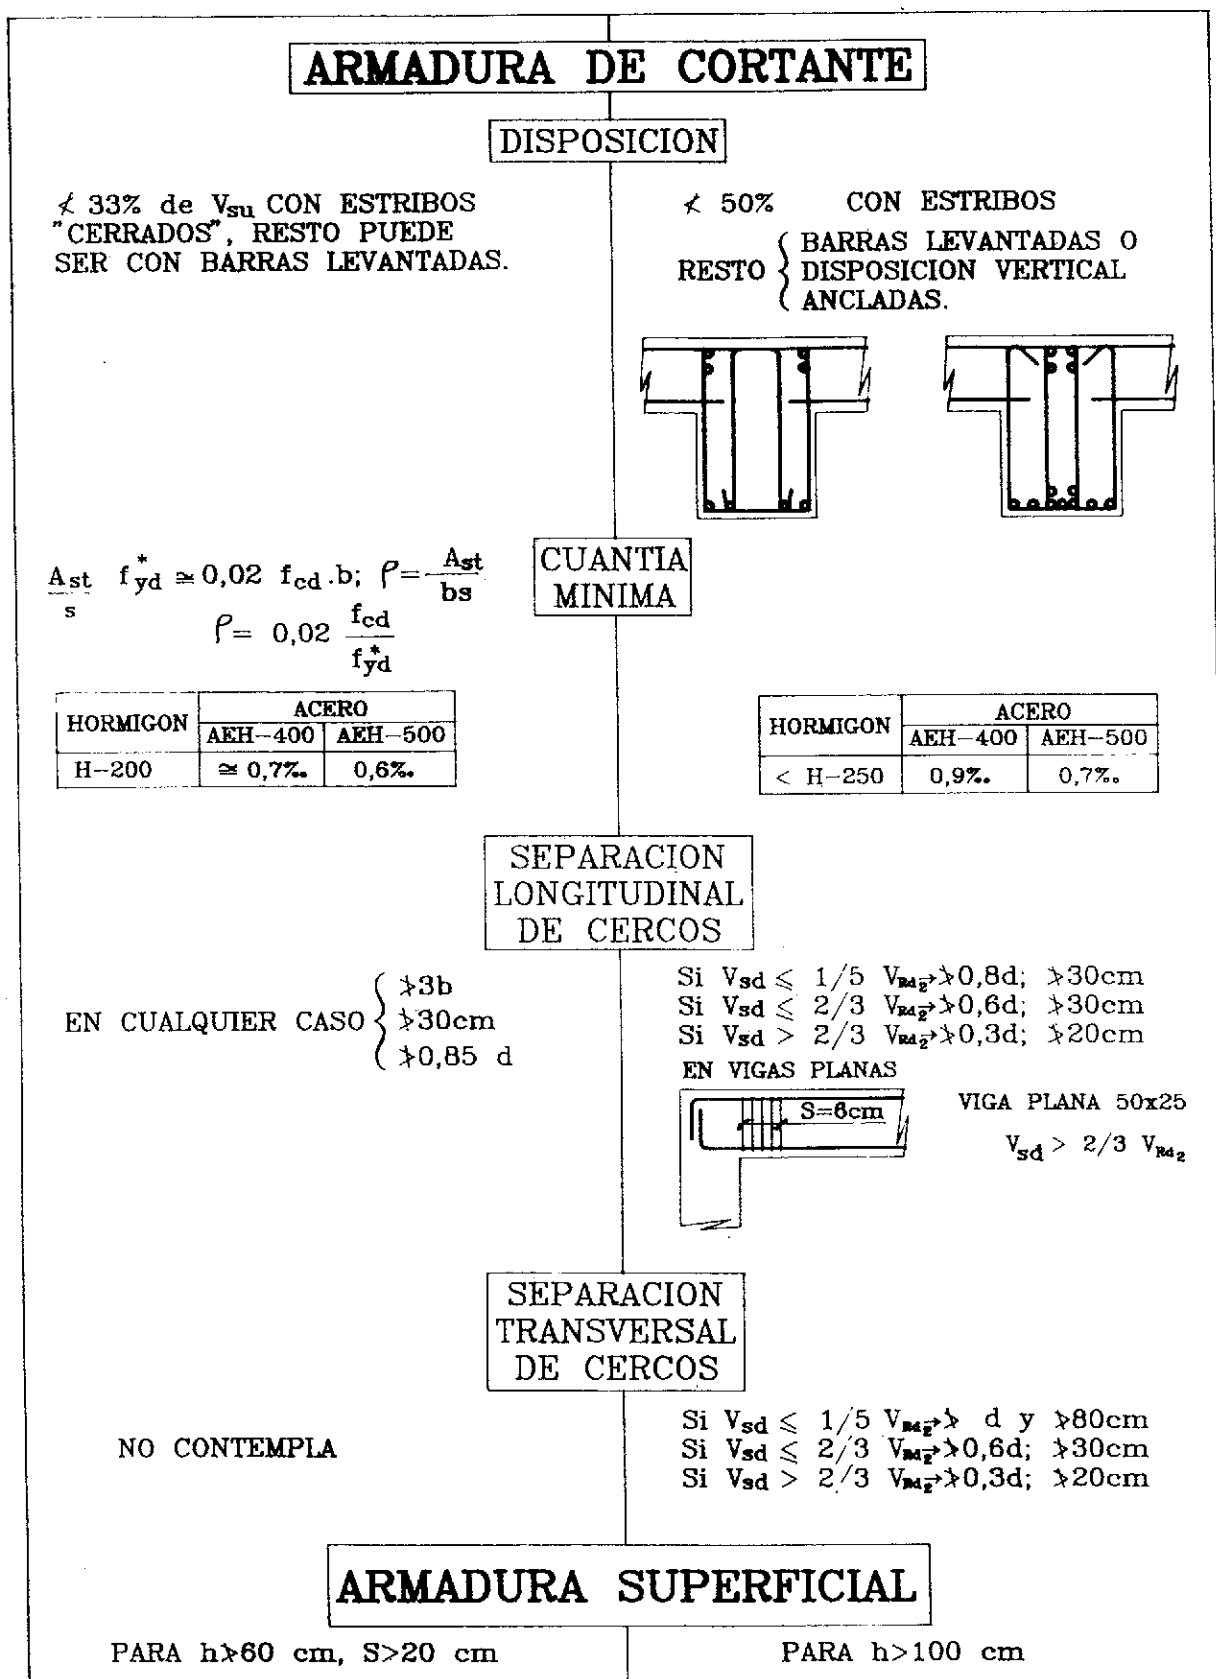 ARMADURA DE CORTANTE
DISPOSICION
≮ 33% de Vsu CON ESTRIBOS
"CERRADOS", RESTO PUEDE
SER CON BARRAS LEVANTADAS.
≮ 50% CON ESTRIBOS
RESTO { BARRAS LEVANTADAS O
DISPOSICION VERTICAL
ANCLADAS.
CUANTIA
MINIMA
Ast/s f*yd ≅ 0,02 fcd.b; ρ= Ast/bs
ρ= 0,02 fcd/f*yd
HORMIGON ACERO
AEH-400 AEH-500
H-200 ≅ 0,7‰ 0,6‰
HORMIGON ACERO
AEH-400 AEH-500
< H-250 0,9‰ 0,7‰
SEPARACION
LONGITUDINAL
DE CERCOS
EN CUALQUIER CASO { ≯3b
≯30cm
≯0,85 d
Si Vsd ⩽ 1/5 VRd2→≯0,8d; ≯30cm
Si Vsd ⩽ 2/3 VRd2→≯0,6d; ≯30cm
Si Vsd > 2/3 VRd2→≯0,3d; ≯20cm
EN VIGAS PLANAS
S=6cm
VIGA PLANA 50x25
Vsd > 2/3 VRd2
SEPARACION
TRANSVERSAL
DE CERCOS
NO CONTEMPLA
Si Vsd ⩽ 1/5 VRd2→≯ d y ≯80cm
Si Vsd ⩽ 2/3 VRd2→≯0,6d; ≯30cm
Si Vsd > 2/3 VRd2→≯0,3d; ≯20cm
ARMADURA SUPERFICIAL
PARA h≯60 cm, S>20 cm
PARA h>100 cm